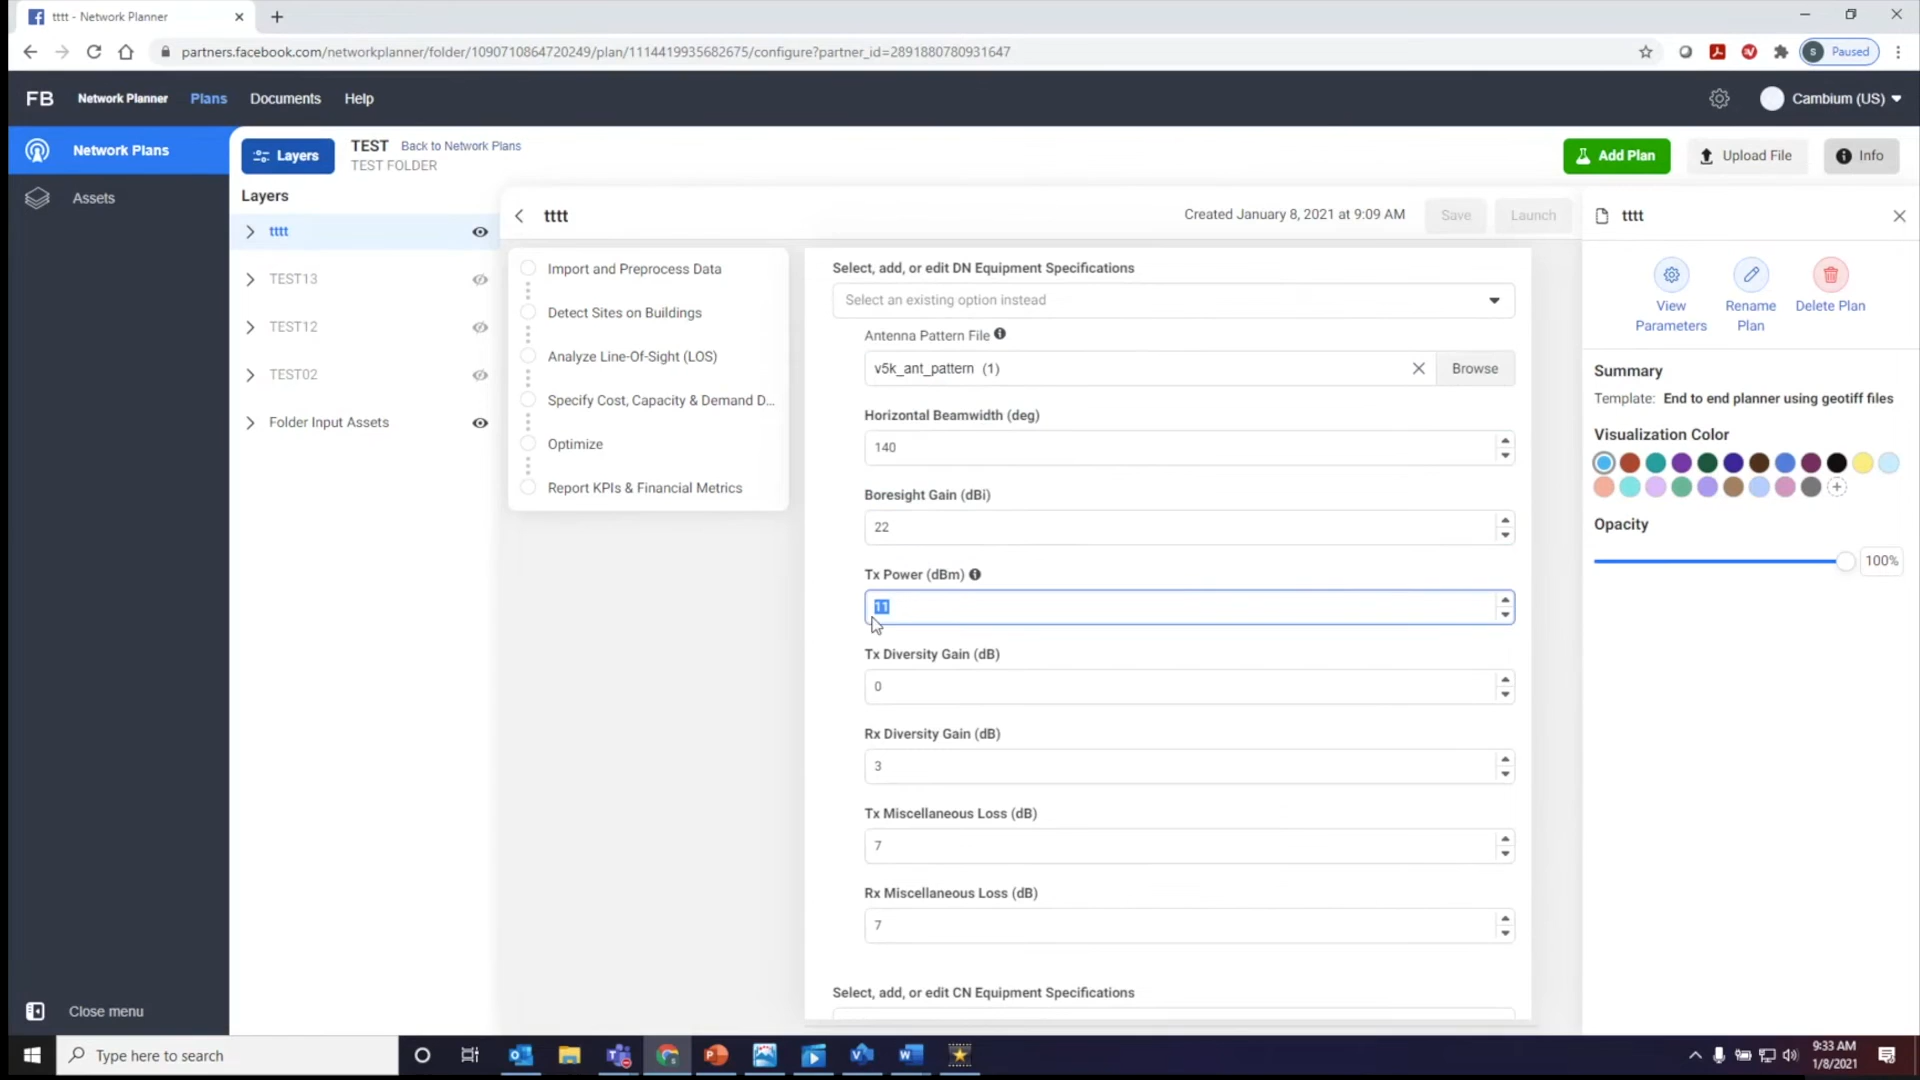 tttt - Network Planner
partners.facebook.com/networkplanner/folder/1090710864720249/plan/1114419935682675/configure?partner_id=2891880780931647
S
Paused
FB
Network Planner
Plans
Documents
Help
Cambium (US)
Network Plans
Assets
Close menu
Layers
TEST
Back to Network Plans
TEST FOLDER
Add Plan
Upload File
Info
Layers
tttt
TEST13
TEST12
TEST02
Folder Input Assets
tttt
Created January 8, 2021 at 9:09 AM
Save
Launch
Import and Preprocess Data
Detect Sites on Buildings
Analyze Line-Of-Sight (LOS)
Specify Cost, Capacity & Demand D...
Optimize
Report KPIs & Financial Metrics
Select, add, or edit DN Equipment Specifications
Select an existing option instead
Antenna Pattern File
v5k_ant_pattern (1)
Browse
Horizontal Beamwidth (deg)
140
Boresight Gain (dBi)
22
Tx Power (dBm)
11
Tx Diversity Gain (dB)
0
Rx Diversity Gain (dB)
3
Tx Miscellaneous Loss (dB)
7
Rx Miscellaneous Loss (dB)
7
Select, add, or edit CN Equipment Specifications
tttt
View
Parameters
Rename
Plan
Delete Plan
Summary
Template: End to end planner using geotiff files
Visualization Color
Opacity
100%
Type here to search
9:33 AM
1/8/2021